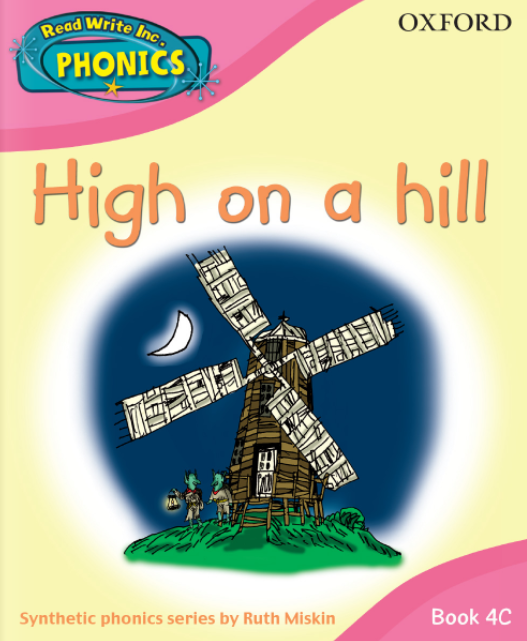 Read Write Inc.
PHONICS
OXFORD
High on a hill
Synthetic phonics series by Ruth Miskin
Book 4C